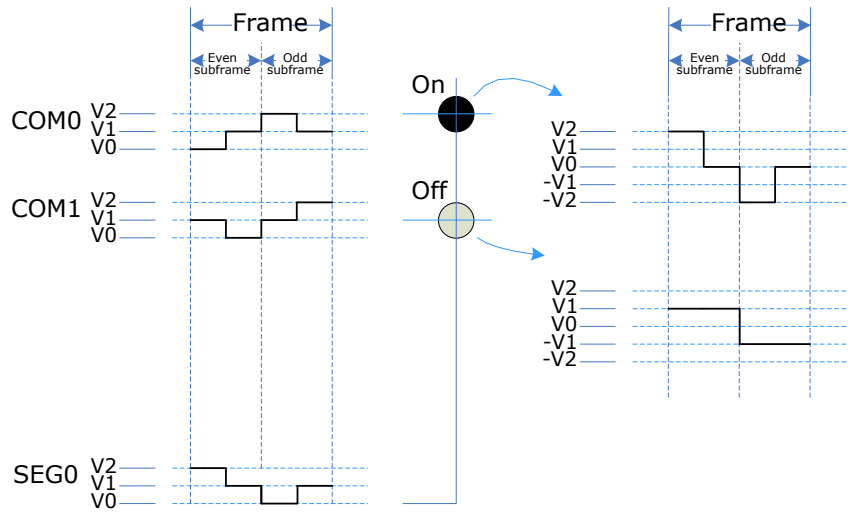 Frame
Even subframe
Odd subframe
COM0
V2
V1
V0
COM1
V2
V1
V0
SEG0
V2
V1
V0
On
Off
Frame
Even subframe
Odd subframe
V2
V1
V0
-V1
-V2
V2
V1
V0
-V1
-V2